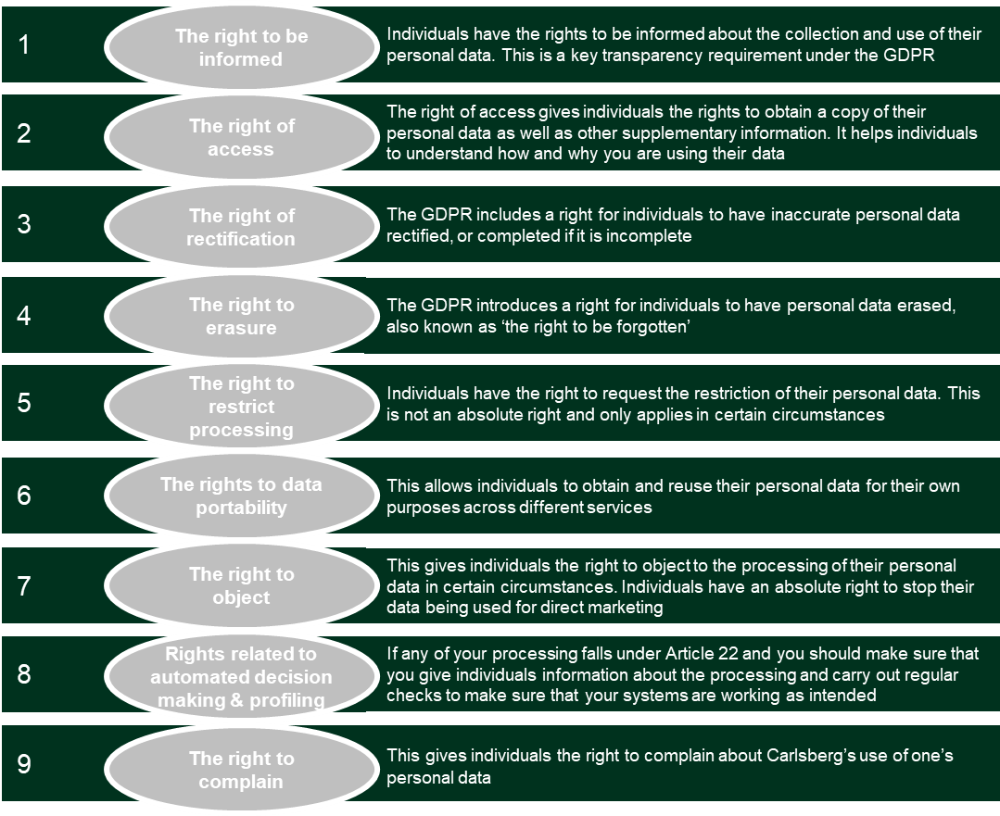 1
The right to be
informed
Individuals have the rights to be informed about the collection and use of their
personal data. This is a key transparency requirement under the GDPR
2
The right of
access
The right of access gives individuals the rights to obtain a copy of their
personal data as well as other supplementary information. It helps individuals
to understand how and why you are using their data
3
The right of
rectification
The GDPR includes a right for individuals to have inaccurate personal data
rectified, or completed if it is incomplete
4
The right to
erasure
The GDPR introduces a right for individuals to have personal data erased,
also known as ‘the right to be forgotten’
5
The right to
restrict
processing
Individuals have the right to request the restriction of their personal data. This
is not an absolute right and only applies in certain circumstances
6
The rights to data
portability
This allows individuals to obtain and reuse their personal data for their own
purposes across different services
7
The right to
object
This gives individuals the right to object to the processing of their personal
data in certain circumstances. Individuals have an absolute right to stop their
data being used for direct marketing
8
Rights related to
automated decision
making & profiling
If any of your processing falls under Article 22 and you should make sure that
you give individuals information about the processing and carry out regular
checks to make sure that your systems are working as intended
9
The right to
complain
This gives individuals the right to complain about Carlsberg’s use of one’s
personal data